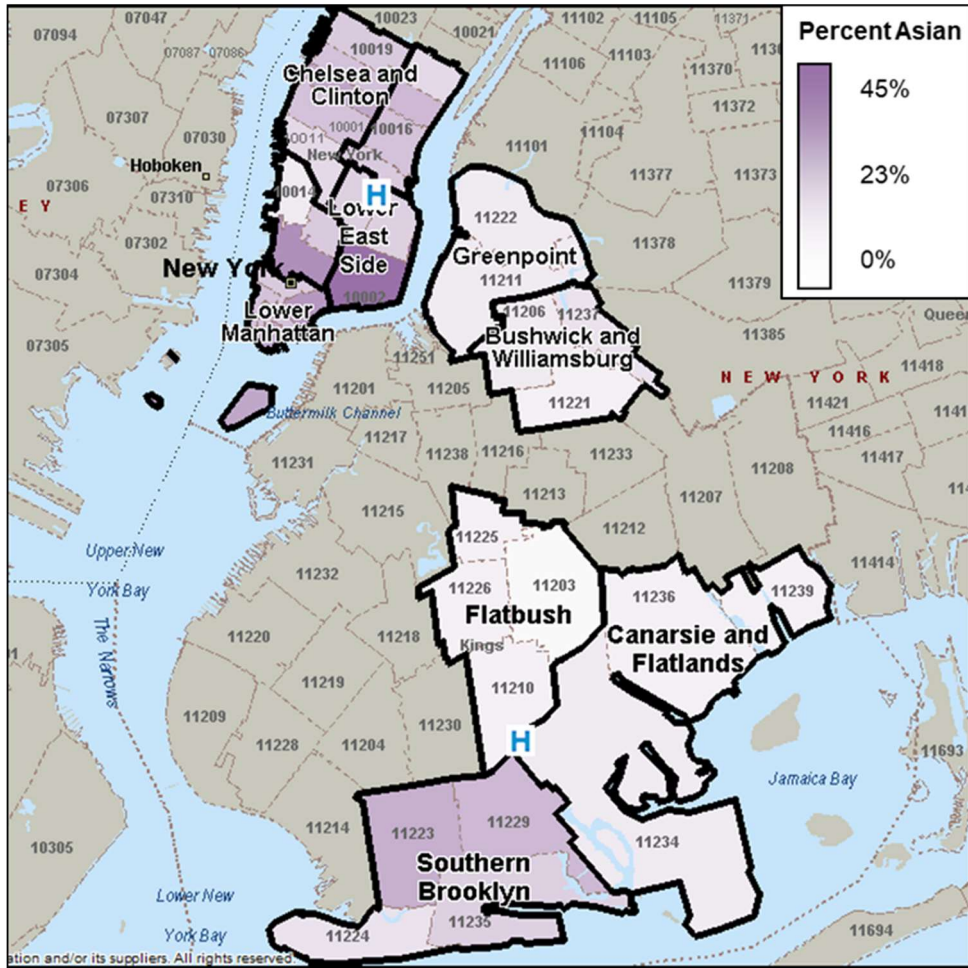 Percent Asian
45%
23%
0%
07094
07047
10023
10021
11102
11105
11371
07087
07086
10019
11106
11103
11370
Chelsea and
Clinton
07307
07030
11372
10001
10016
11104
10011
New York
11101
Hoboken
11377
11373
07306
07310
10014
H
E Y
Lower
East
Side
11222
07302
11378
Greenpoint
07304
New York
11211
11379
10002
11206
11237
Lower
Manhattan
Bushwick and
Williamsburg
11385
07305
11251
11418
N E W Y O R K
11201
11205
11221
11421
Buttermilk Channel
11416
11217
11238
11216
11233
11417
11231
11208
11213
11207
11215
11212
11225
Upper New
York Bay
11414
11232
11226
11203
11236
11239
The Narrows
Flatbush
Kings
11220
11218
Canarsie and
Flatlands
11219
11210
11209
11230
H
11228
11204
11693
Jamaica Bay
11214
11223
11229
11234
10305
Southern
Brooklyn
Lower New
York Bay
11224
11235
11694
ation and/or its suppliers. All rights reserved.